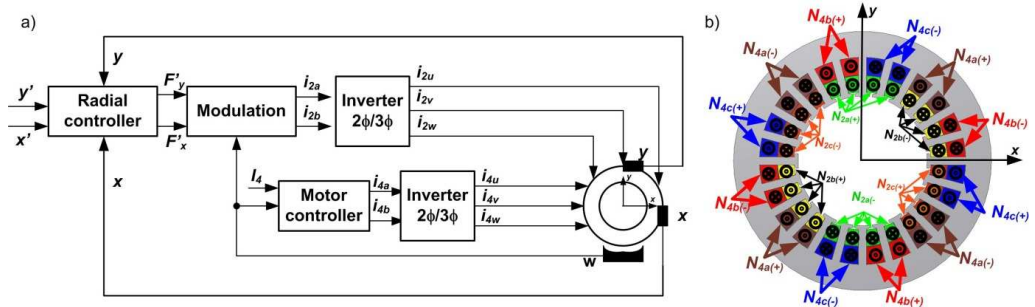 a)
y
y'
x'
Radial
controller
F'y
F'x
Modulation
i2a
i2b
Inverter
2ϕ/3ϕ
i2u
i2v
i2w
x
I4
Motor
controller
i4a
i4b
Inverter
2ϕ/3ϕ
i4u
i4v
i4w
y
y
x
x
w
b)
y
x
N4b(+)
N4c(-)
N4a(-)
N4a(+)
N4c(+)
N4b(-)
N2a(+)
N2c(-)
N2b(-)
N2b(+)
N2c(+)
N2a(-
N4b(-)
N4c(+)
N4a(+)
N4a(-)
N4c(-)
N4b(+)